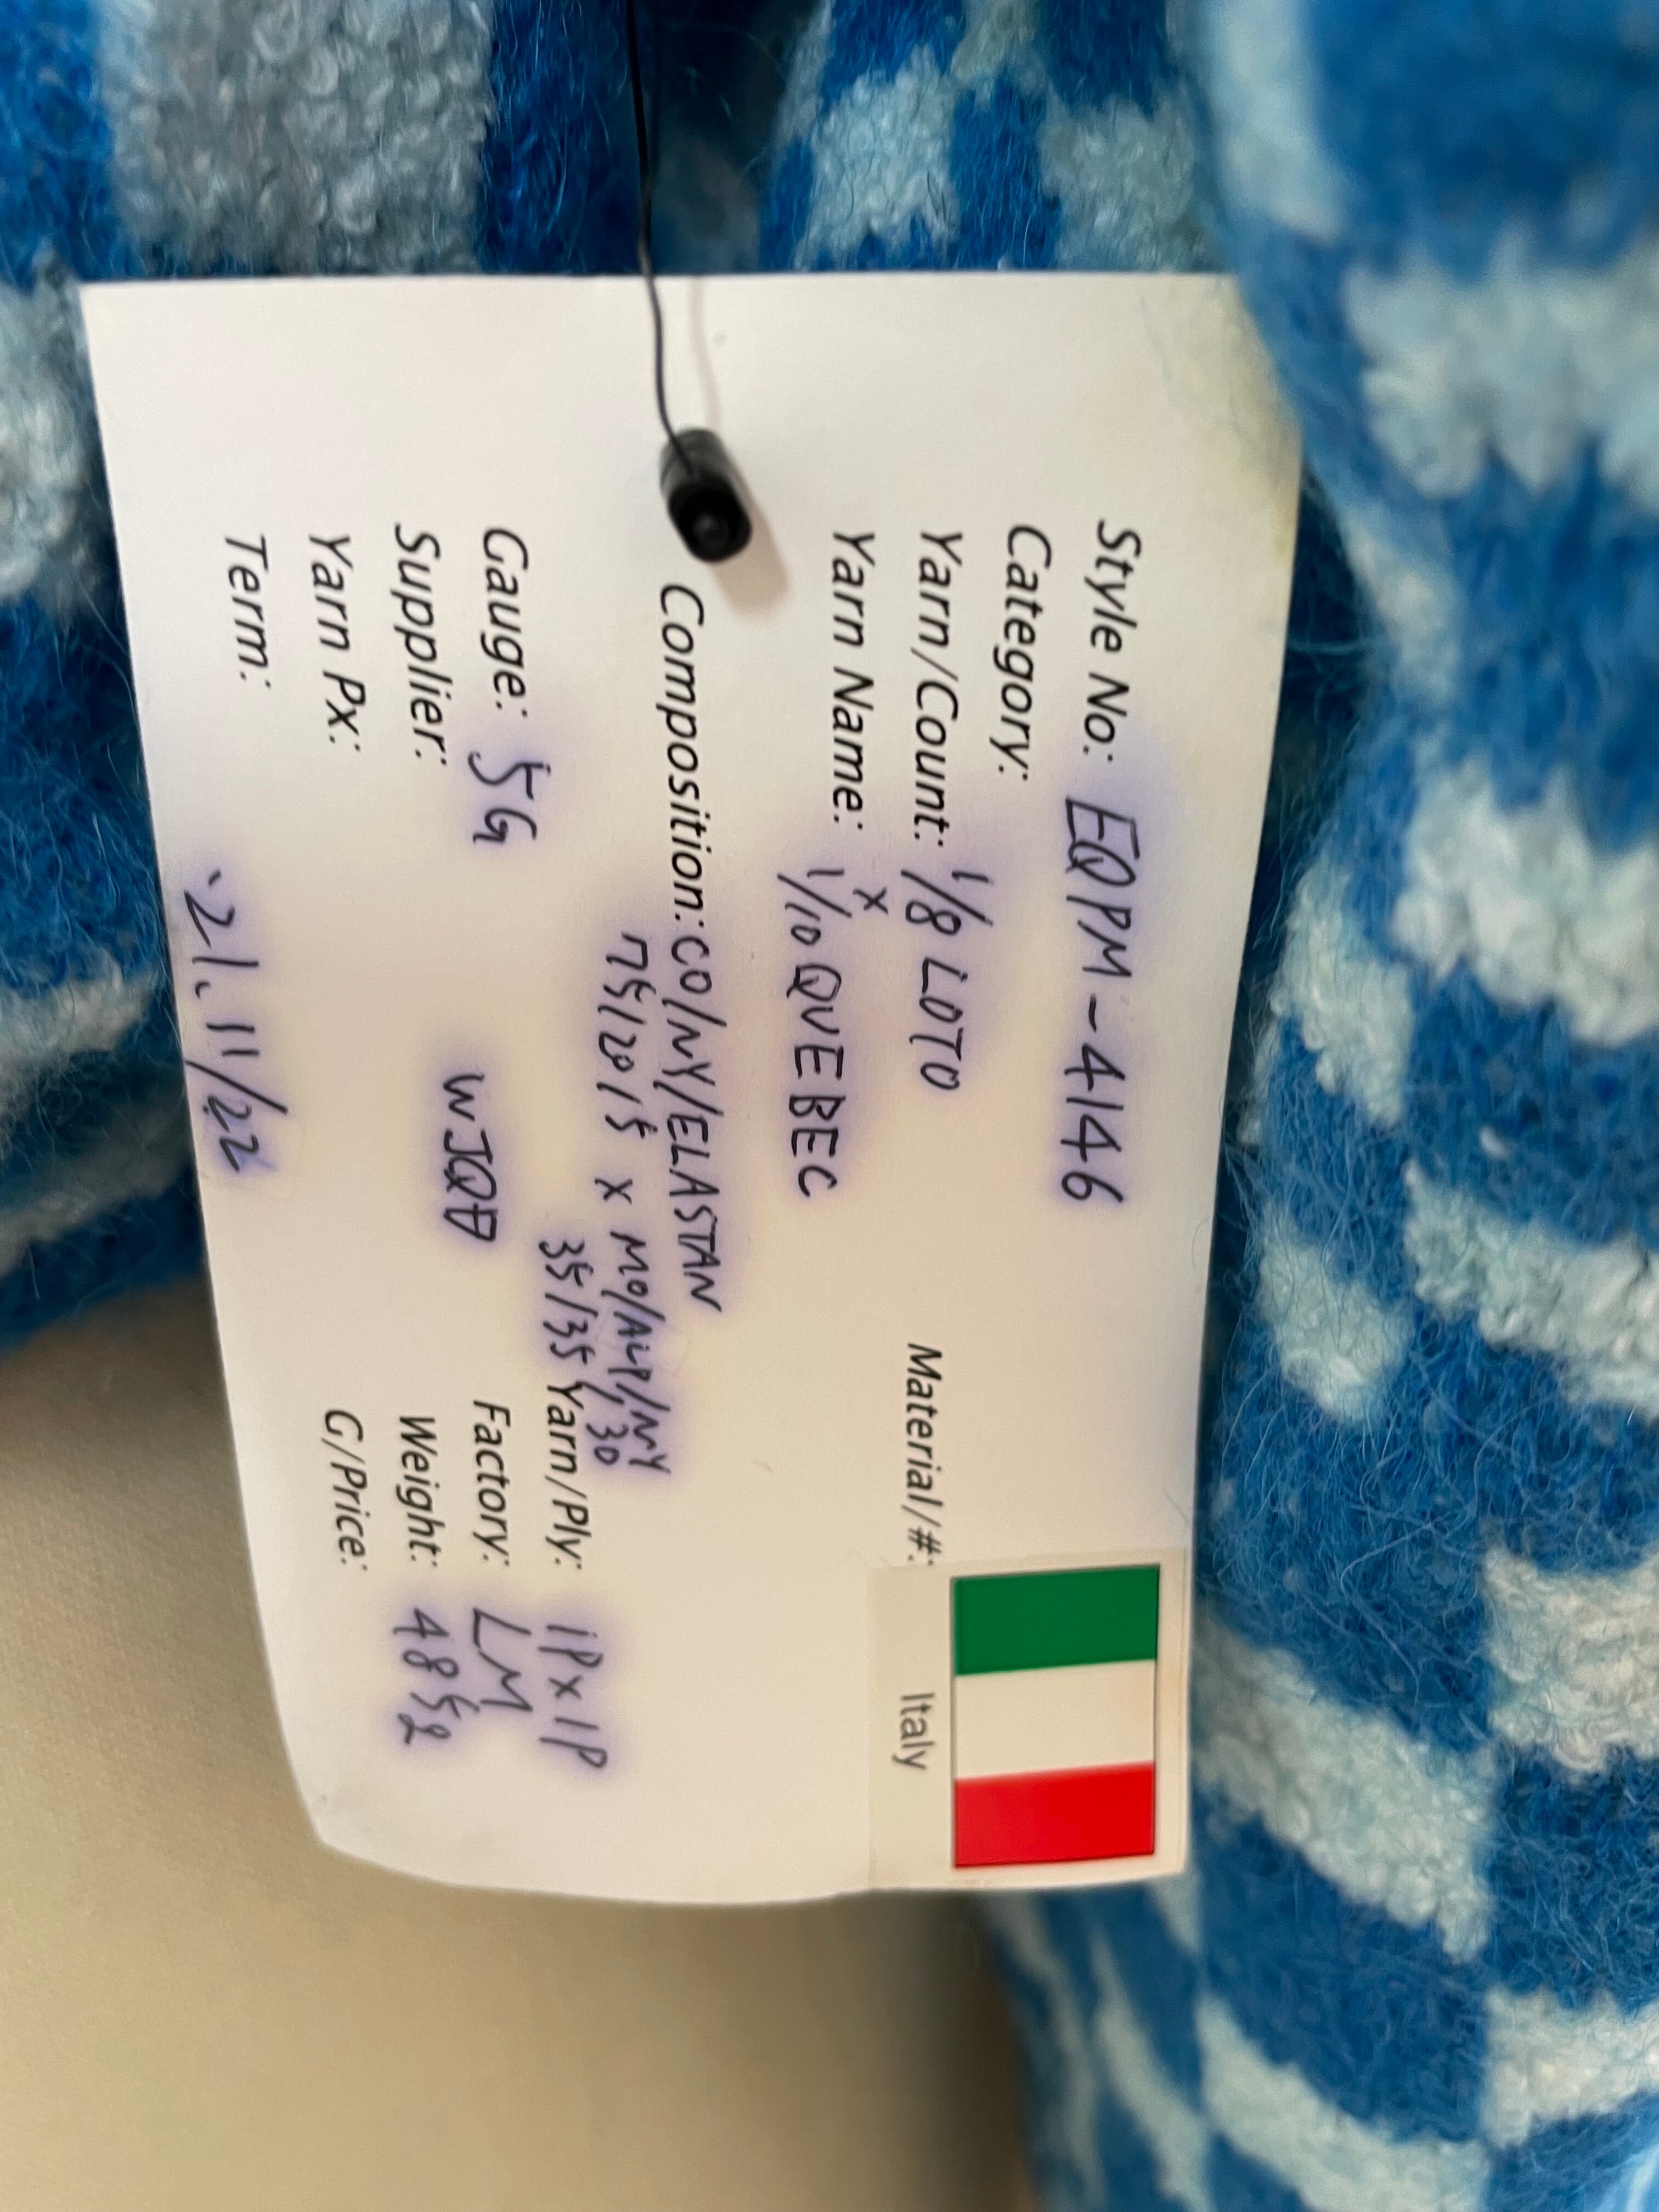 Style No: EQPM-4146
Category:
Yarn/Count: 1/8 LOTO Material/#:
x
Yarn Name: 1/10 QUEBEC
Italy
Composition: CO/NY/ELASTAN
75/20/5 x MO/ALP/NY
35/35/30
Yarn/Ply: 1P x 1P
Gauge: 5G Factory: LM
Supplier: Weight:
Yarn Px: G/Price:
Term:
'21.11/22